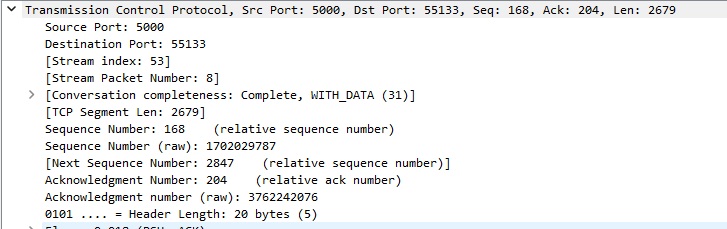 Transmission Control Protocol, Src Port: 5000, Dst Port: 55133, Seq: 168, Ack: 204, Len: 2679
Source Port: 5000
Destination Port: 55133
[Stream index: 53]
[Stream Packet Number: 8]
[Conversation completeness: Complete, WITH_DATA (31)]
[TCP Segment Len: 2679]
Sequence Number: 168    (relative sequence number)
Sequence Number (raw): 1702029787
[Next Sequence Number: 2847    (relative sequence number)]
Acknowledgment Number: 204    (relative ack number)
Acknowledgment number (raw): 3762242076
0101 .... = Header Length: 20 bytes (5)